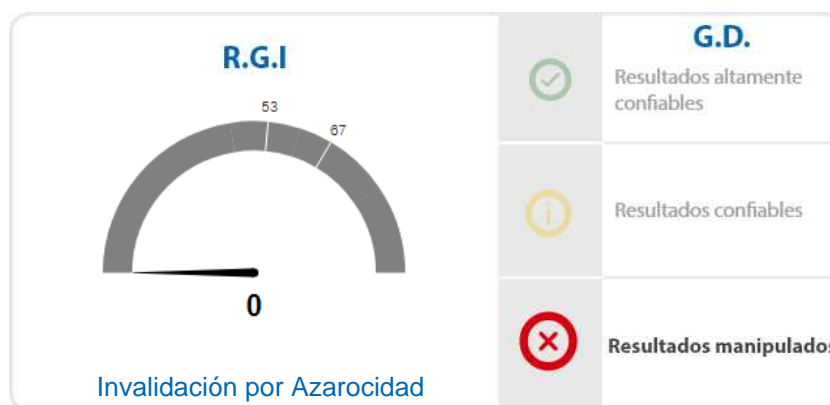 R.G.I
53
67
0
Invalidación por Azarocidad
G.D.
Resultados altamente
confiables
Resultados confiables
Resultados manipulados